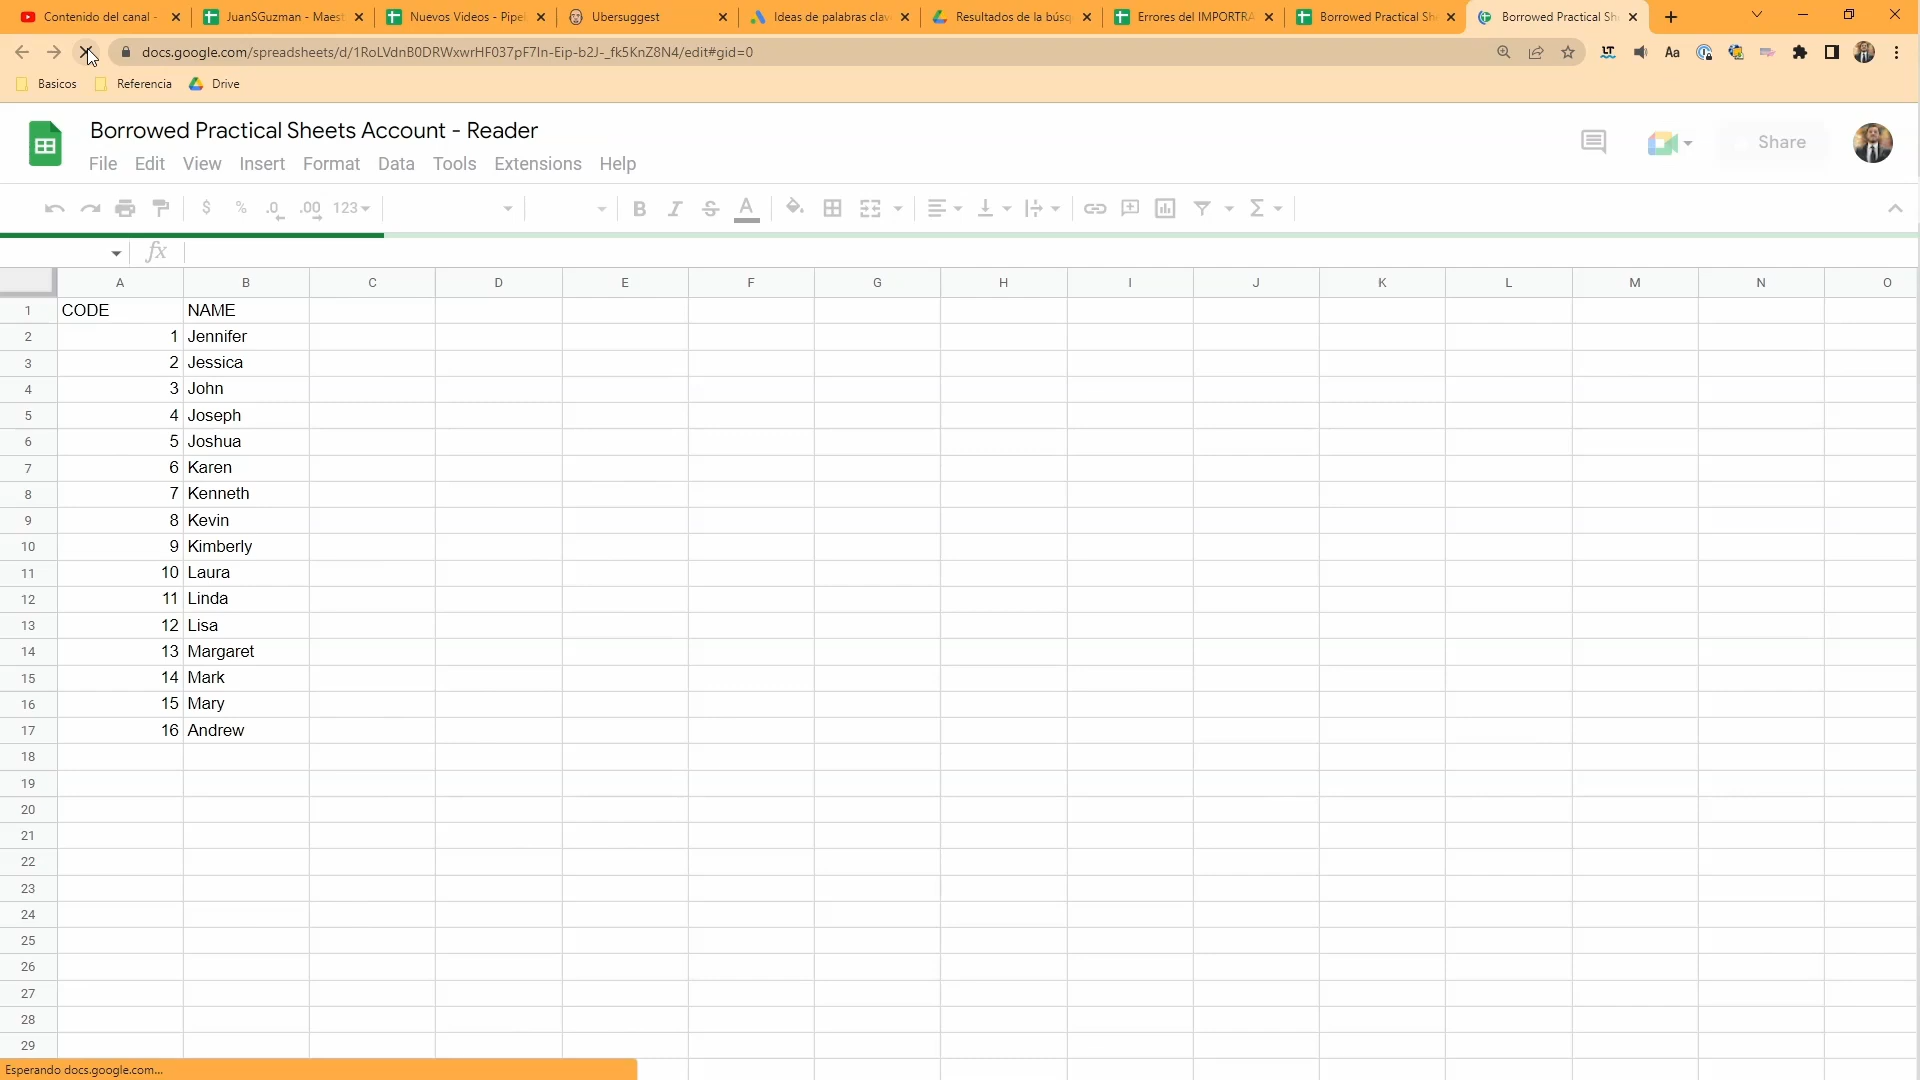 Contenido del canal - JuanSGuzman - Maest Nuevos Videos - Pipel Ubersuggest Ideas de palabras clav Resultados de la búsq Errores del IMPORTRA Borrowed Practical Sh Borrowed Practical Sh
docs.google.com/spreadsheets/d/1RoLVdnB0DRWxwrHF037pF7In-Eip-b2J-_fk5KnZ8N4/edit#gid=0
Basicos Referencia Drive
Borrowed Practical Sheets Account - Reader
File Edit View Insert Format Data Tools Extensions Help
Share
$ % .0 .00 123 B I S A
fx
A B C D E F G H I J K L M N O
1 CODE NAME
2 1 Jennifer
3 2 Jessica
4 3 John
5 4 Joseph
6 5 Joshua
7 6 Karen
8 7 Kenneth
9 8 Kevin
10 9 Kimberly
11 10 Laura
12 11 Linda
13 12 Lisa
14 13 Margaret
15 14 Mark
16 15 Mary
17 16 Andrew
18
19
20
21
22
23
24
25
26
27
28
29
Esperando docs.google.com...